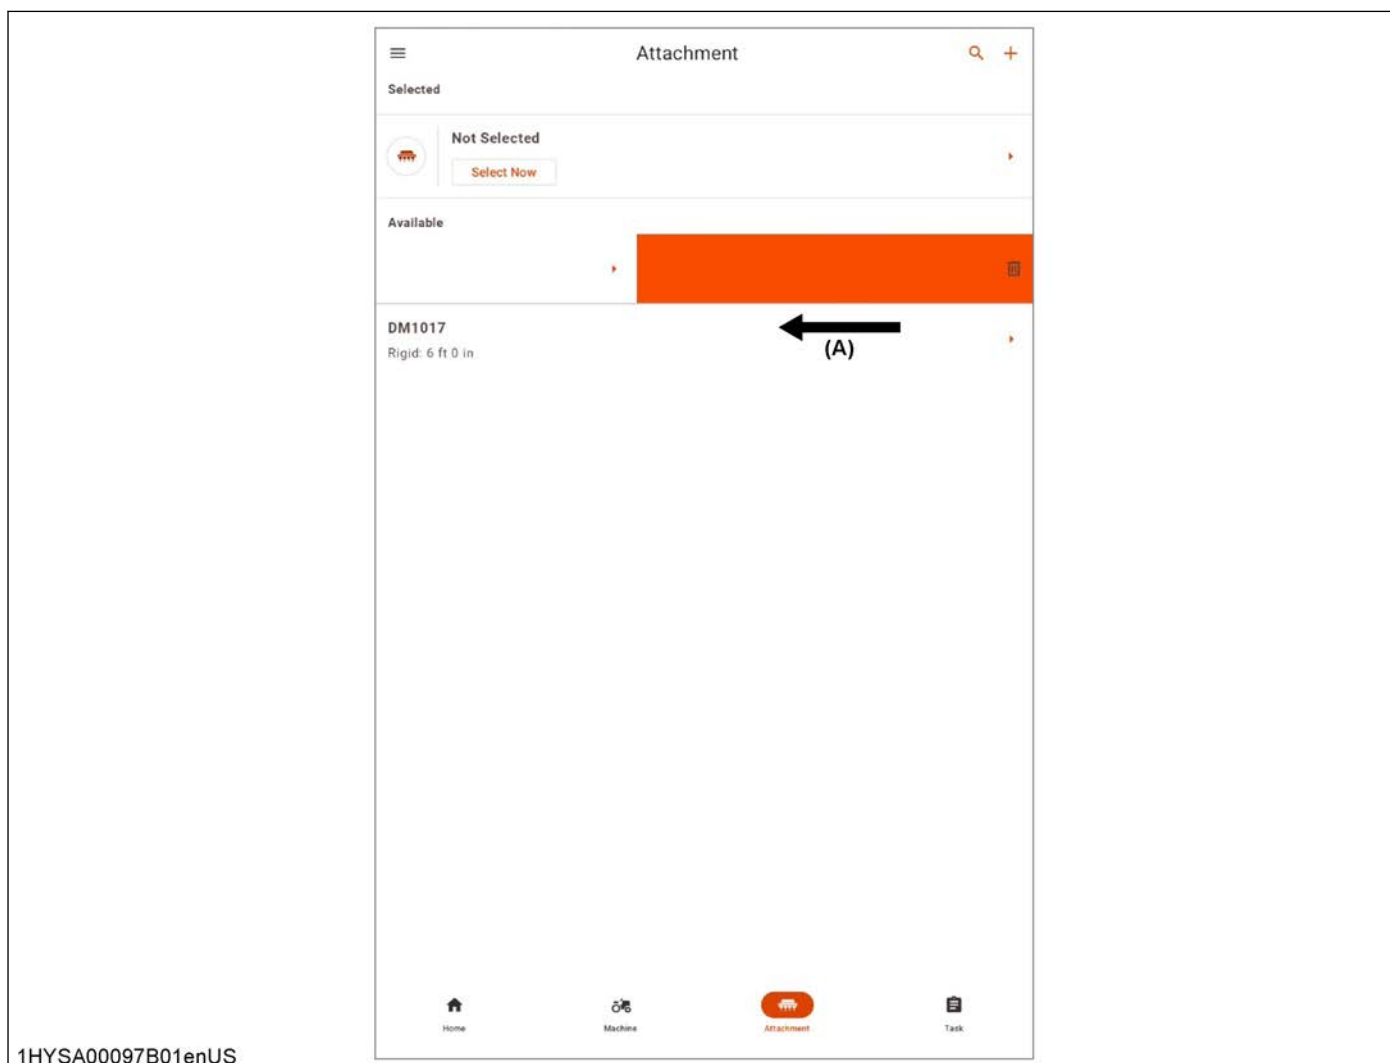 Attachment
Selected
Not Selected
Select Now
Available
DM1017
Rigid: 6 ft 0 in
(A)
Home
Machine
Attachment
Task
1HYSA00097B01enUS